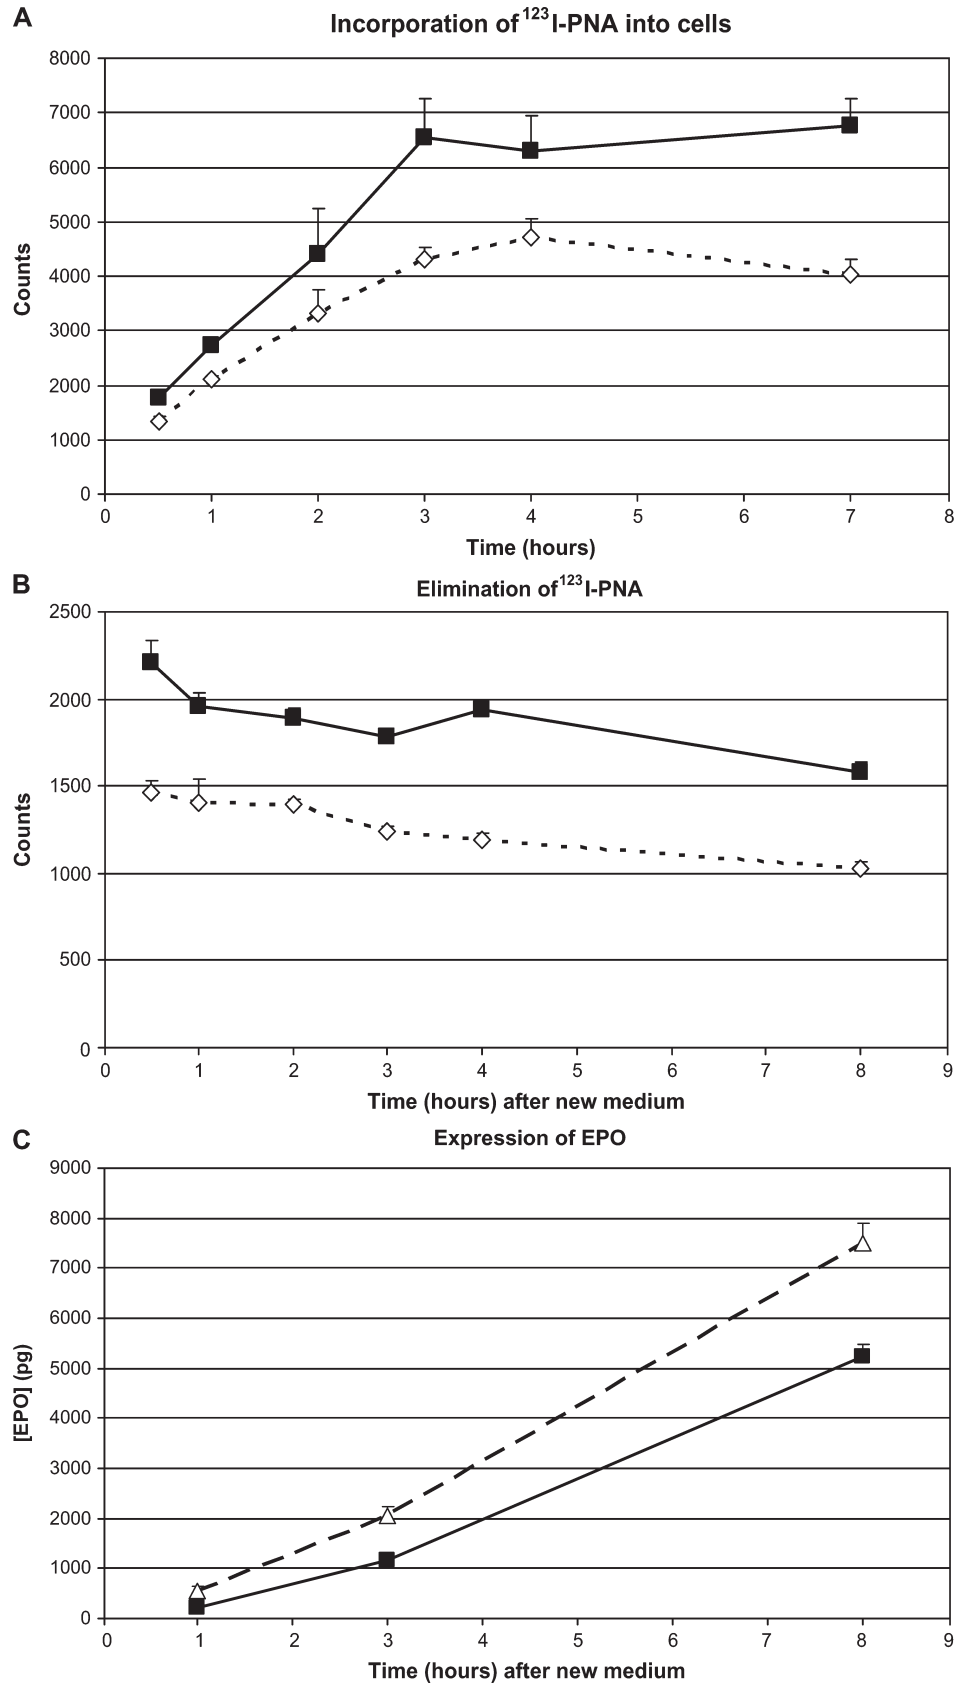 A
Incorporation of ¹²³I-PNA into cells
8000
7000
6000
5000
4000
3000
2000
1000
0
Counts
0 1 2 3 4 5 6 7 8
Time (hours)
B
Elimination of ¹²³I-PNA
2500
2000
1500
1000
500
0
Counts
0 1 2 3 4 5 6 7 8 9
Time (hours) after new medium
C
Expression of EPO
9000
8000
7000
6000
5000
4000
3000
2000
1000
0
[EPO] (pg)
0 1 2 3 4 5 6 7 8 9
Time (hours) after new medium